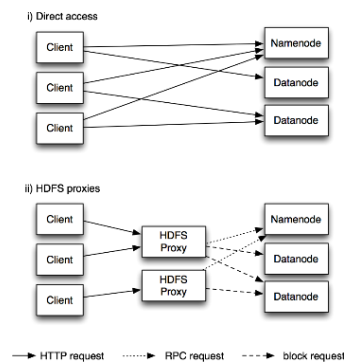 i) Direct access
Client
Namenode
Client
Datanode
Client
Datanode
ii) HDFS proxies
Client
Namenode
HDFS
Proxy
Client
Datanode
HDFS
Proxy
Client
Datanode
HTTP request
RPC request
block request